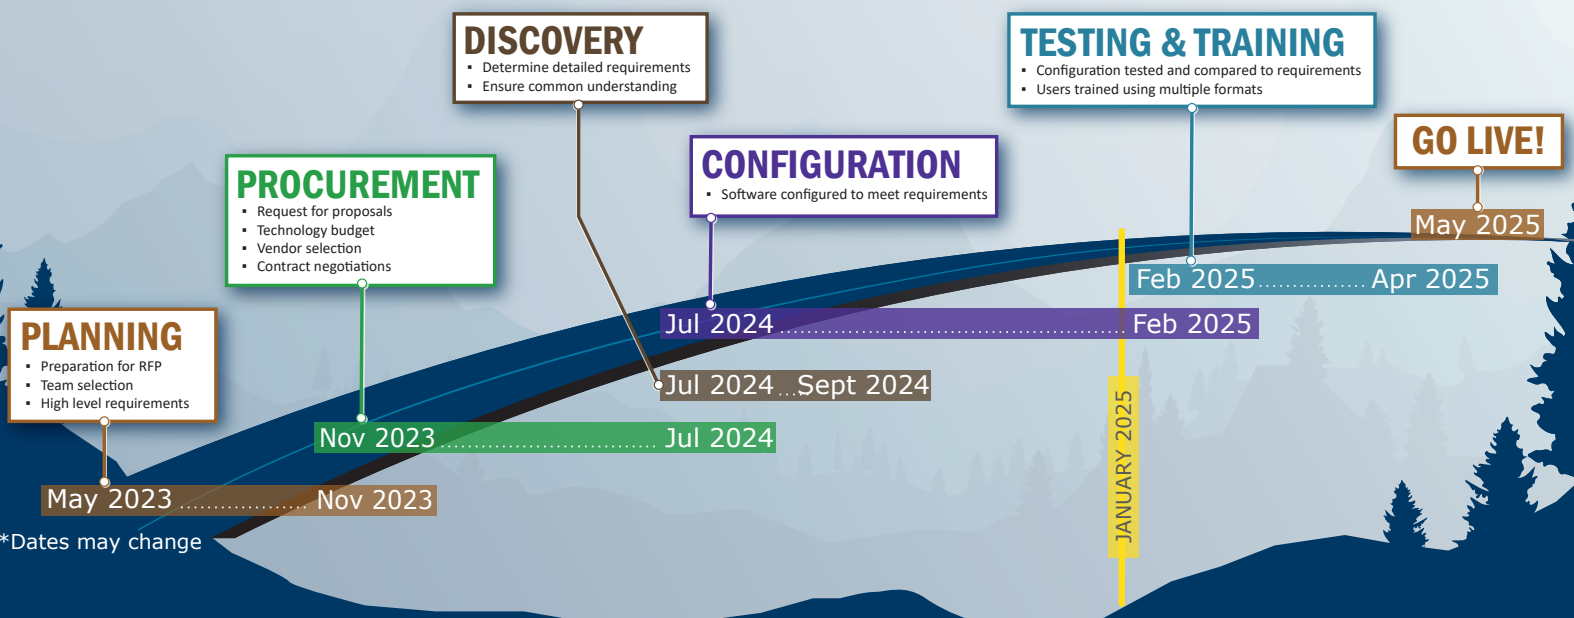 DISCOVERY
▪ Determine detailed requirements
▪ Ensure common understanding
TESTING & TRAINING
▪ Configuration tested and compared to requirements
▪ Users trained using multiple formats
GO LIVE!
May 2025
CONFIGURATION
▪ Software configured to meet requirements
PROCUREMENT
▪ Request for proposals
▪ Technology budget
▪ Vendor selection
▪ Contract negotiations
Feb 2025............... Apr 2025
PLANNING
▪ Preparation for RFP
▪ Team selection
▪ High level requirements
Jul 2024 ................................................ Feb 2025
Jul 2024 ....Sept 2024
JANUARY 2025
Nov 2023.............................. Jul 2024
May 2023 .................. Nov 2023
*Dates may change